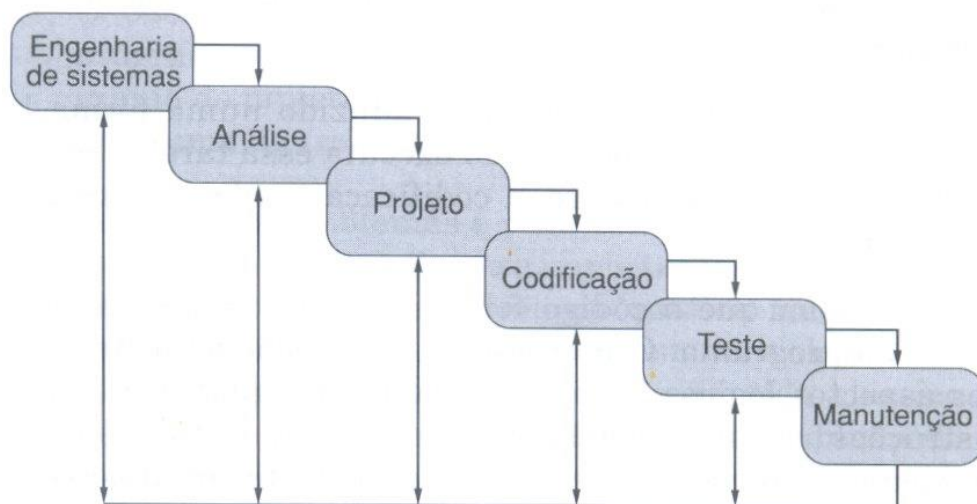 Engenharia
de sistemas
Análise
Projeto
Codificação
Teste
Manutenção